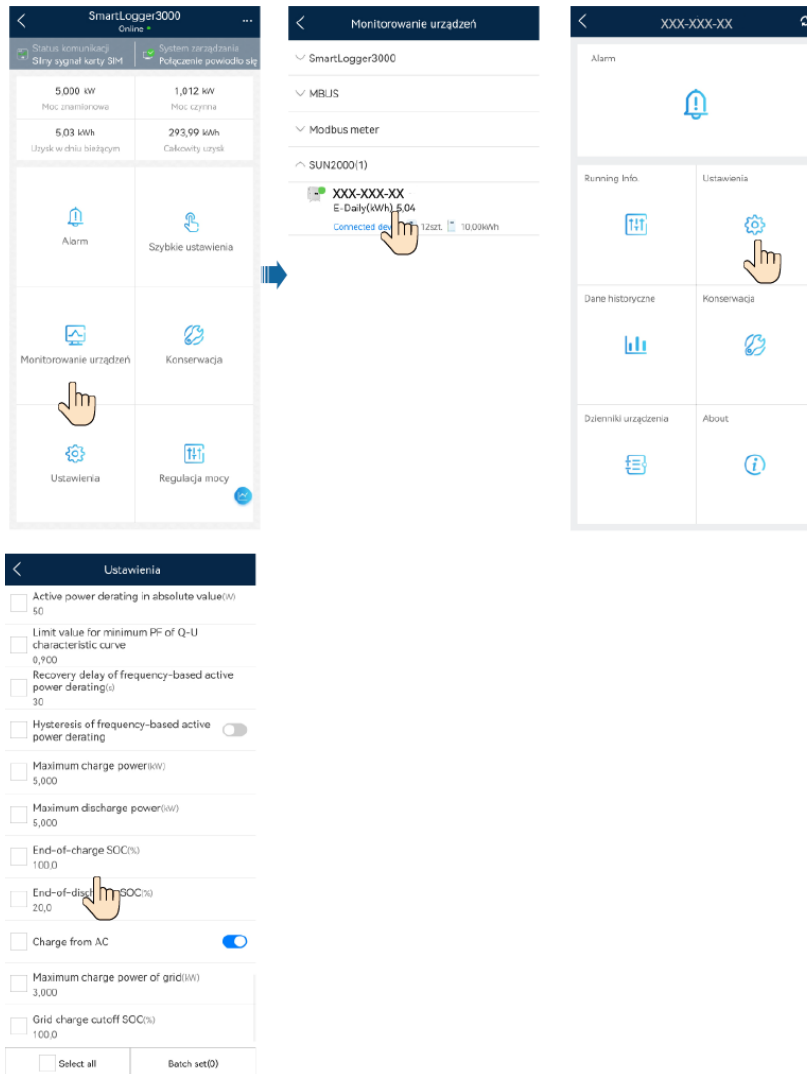 SmartLogger3000
Online
Status komunikacji
Silny sygnał karty SIM
System zarządzania
Połączenie powiodło się
5,000 kW
Moc znamionowa
1,012 kW
Moc czynna
5,03 kWh
Uzysk w dniu bieżącym
293,99 kWh
Całkowity uzysk
Alarm
Szybkie ustawienia
Monitorowanie urządzeń
Konserwacja
Ustawienia
Regulacja mocy
Monitorowanie urządzeń
SmartLogger3000
MBUS
Modbus meter
SUN2000(1)
XXX-XXX-XX
E-Daily(kWh) 5,04
Connected dev 12szt. 10,00kWh
XXX-XXX-XX
Alarm
Running Info.
Ustawienia
Dane historyczne
Konserwacja
Dzienniki urządzenia
About
Ustawienia
Active power derating in absolute value(W)
50
Limit value for minimum PF of Q-U
characteristic curve
0,900
Recovery delay of frequency-based active
power derating(s)
30
Hysteresis of frequency-based active
power derating
Maximum charge power(kW)
5,000
Maximum discharge power(kW)
5,000
End-of-charge SOC(%)
100,0
End-of-disch SOC(%)
20,0
Charge from AC
Maximum charge power of grid(kW)
3,000
Grid charge cutoff SOC(%)
100,0
Select all
Batch set(0)